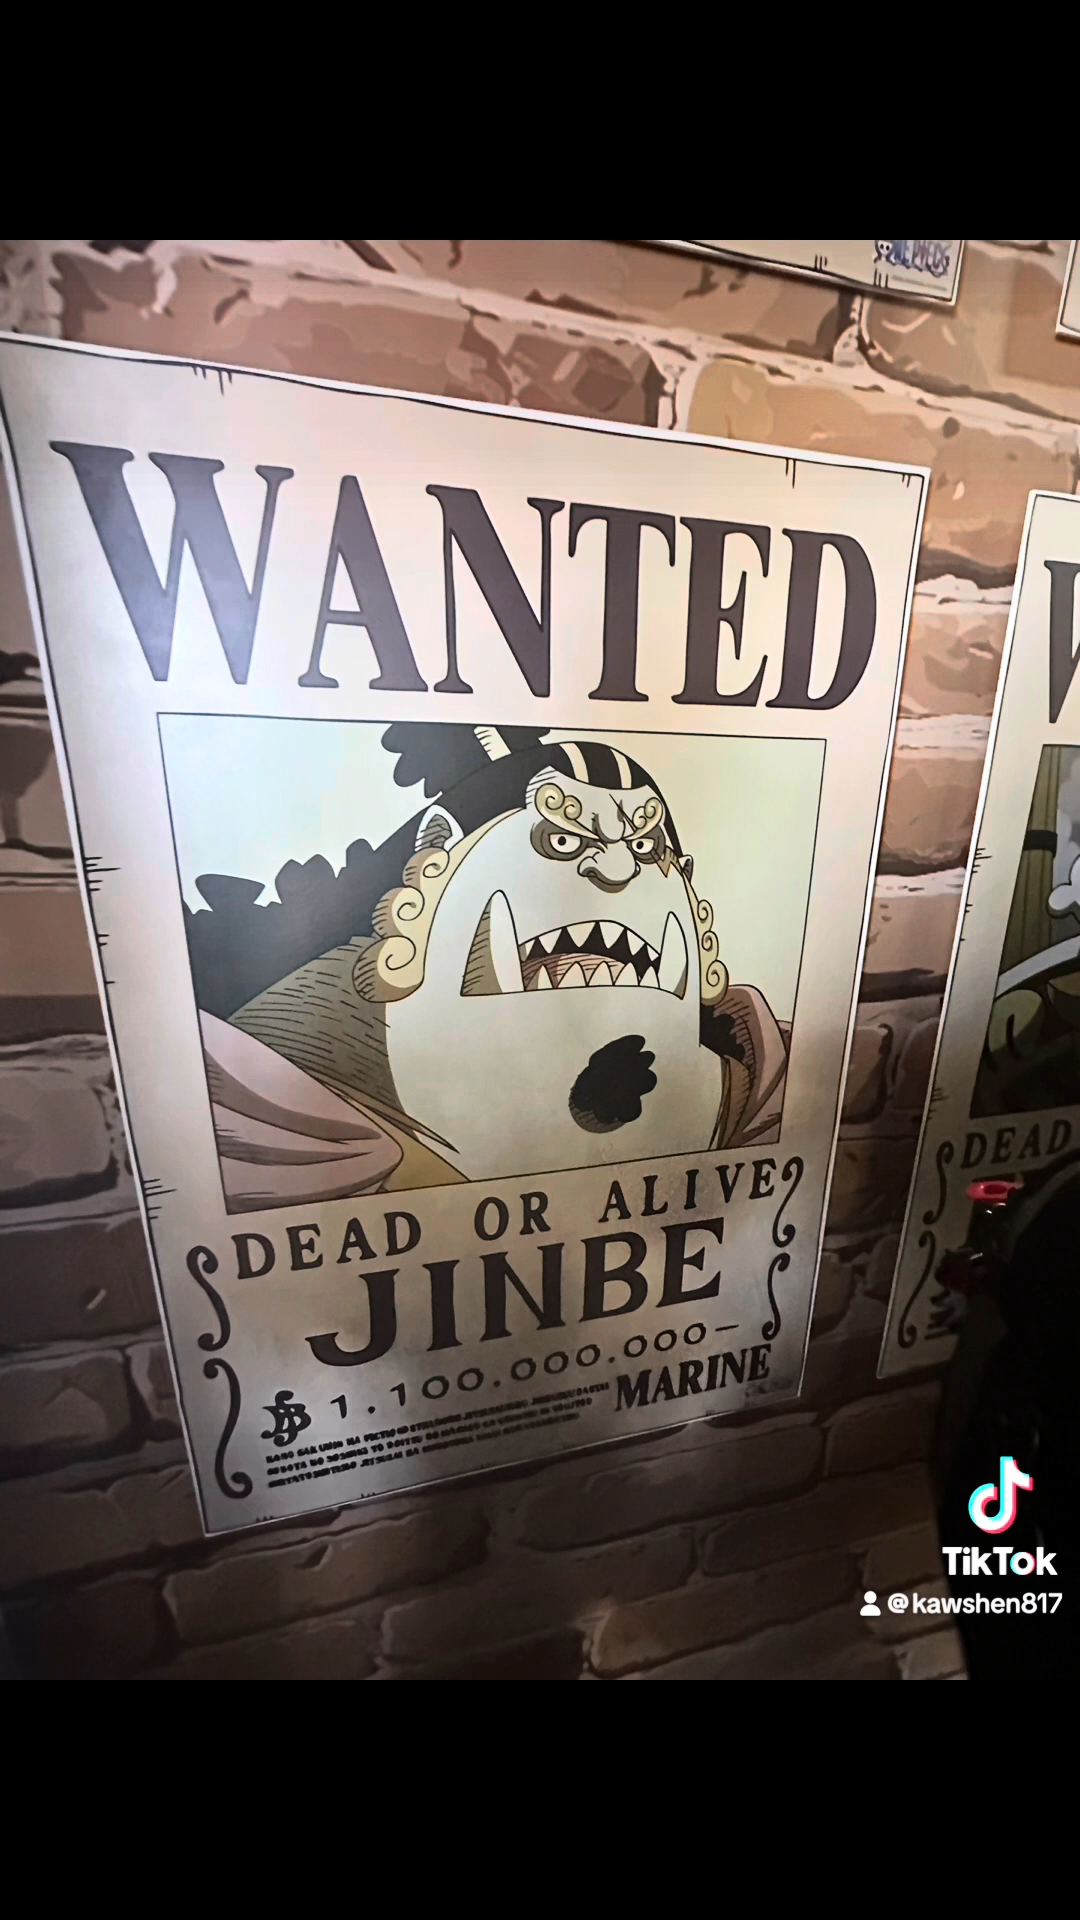 WANTED
DEAD OR ALIVE
JINBE
1.100.000.000-
MARINE
W
DEAD
TikTok
@kawshen817